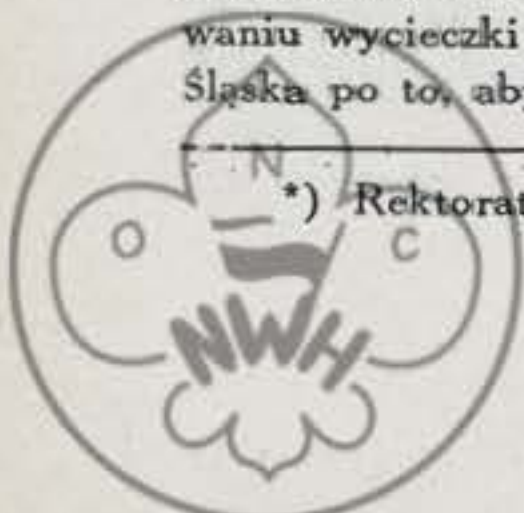 waniu wycieczki
Śląska po to, aby
*) Rektorat
O N C
NWH